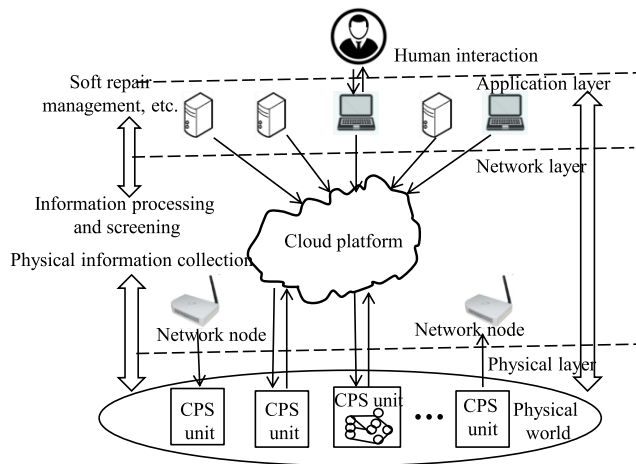 Human interaction
Soft repair
management, etc.
Application layer
Network layer
Information processing
and screening
Cloud platform
Physical information collection
Network node
Network node
Physical layer
CPS
unit
CPS
unit
CPS unit
CPS
unit
Physical
world